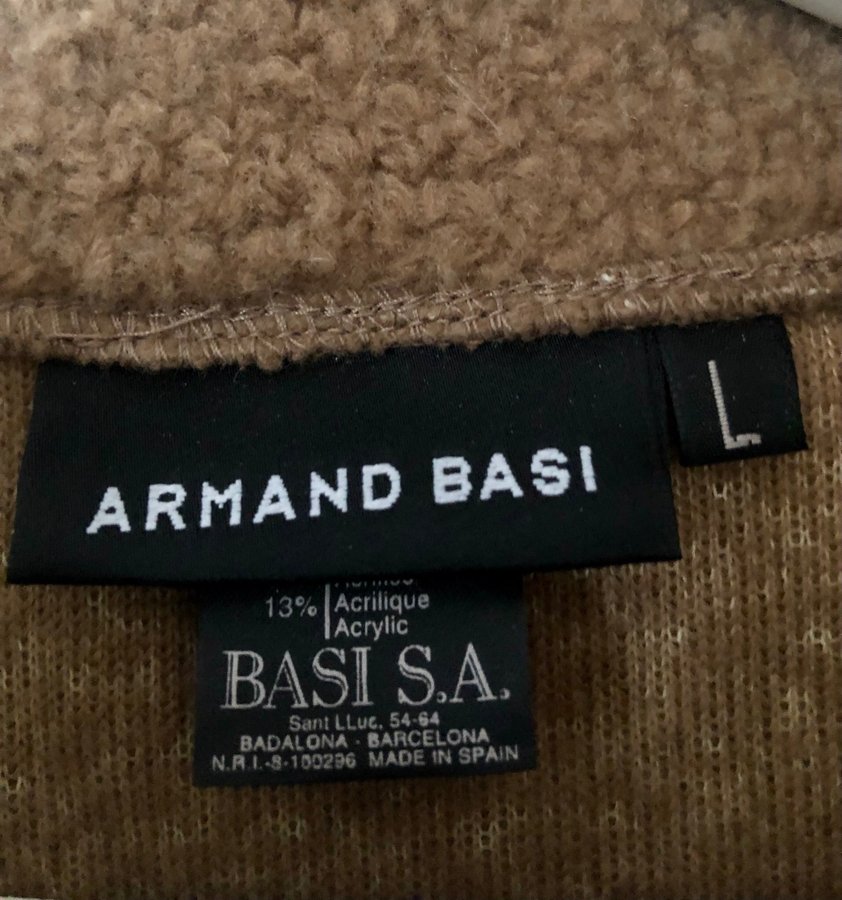 ARMAND BASI
L
13% Acrilique
Acrylic
BASI S.A.
Sant LLuc, 54-64
BADALONA - BARCELONA
N.R.I.-8-100296 MADE IN SPAIN